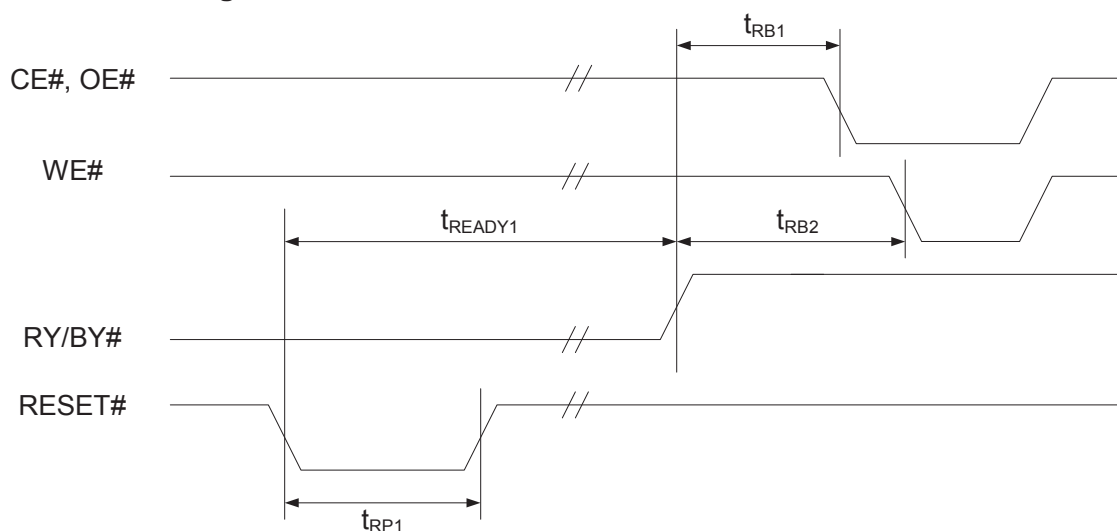 tRB1
CE#, OE#
WE#
tREADY1
tRB2
RY/BY#
RESET#
tRP1